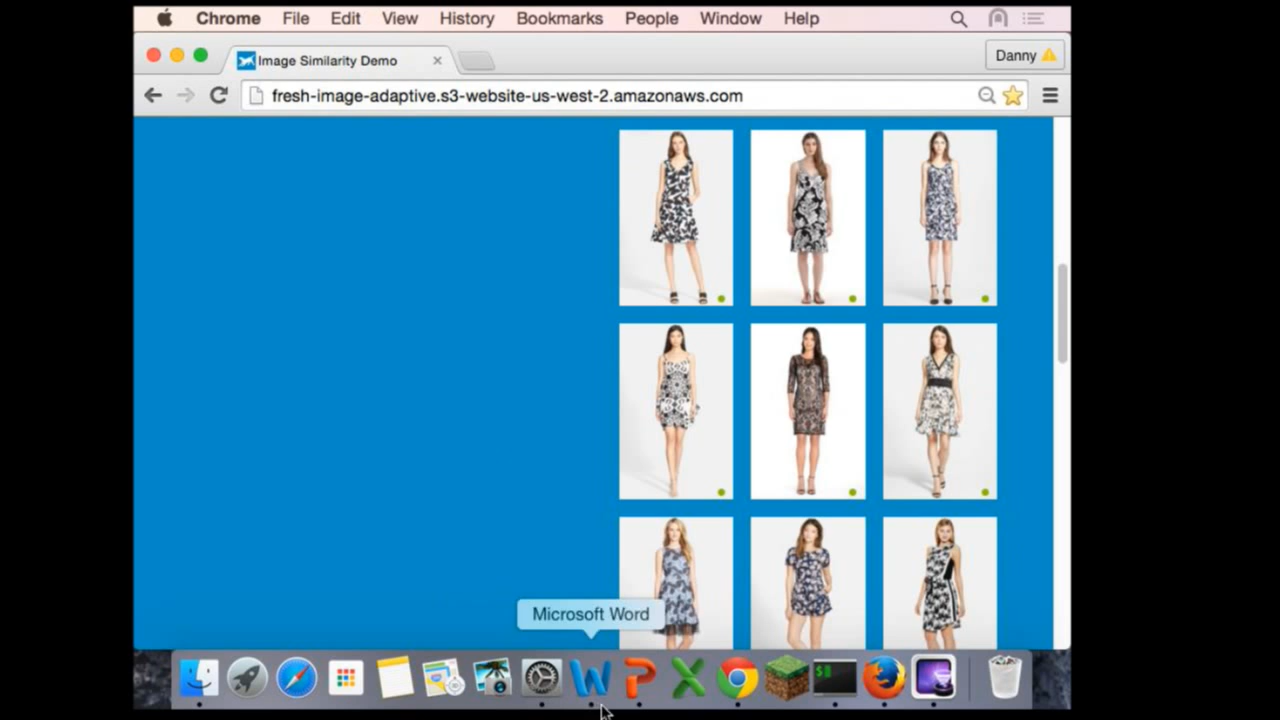 Chrome File Edit View History Bookmarks People Window Help
Image Similarity Demo
Danny
fresh-image-adaptive.s3-website-us-west-2.amazonaws.com
Microsoft Word